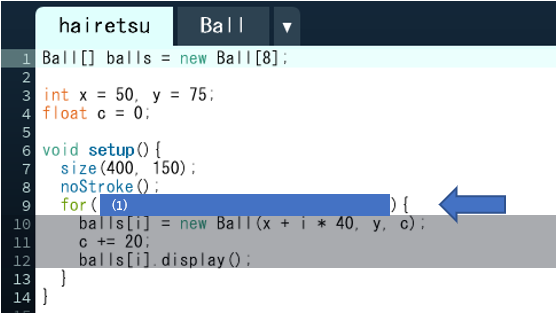 hairetsu Ball ▼
1 Ball[] balls = new Ball[8];
2
3 int x = 50, y = 75;
4 float c = 0;
5
6 void setup(){
7 size(400, 150);
8 noStroke();
9 for( (1) ){
10 balls[i] = new Ball(x + i * 40, y, c);
11 c += 20;
12 balls[i].display();
13 }
14 }